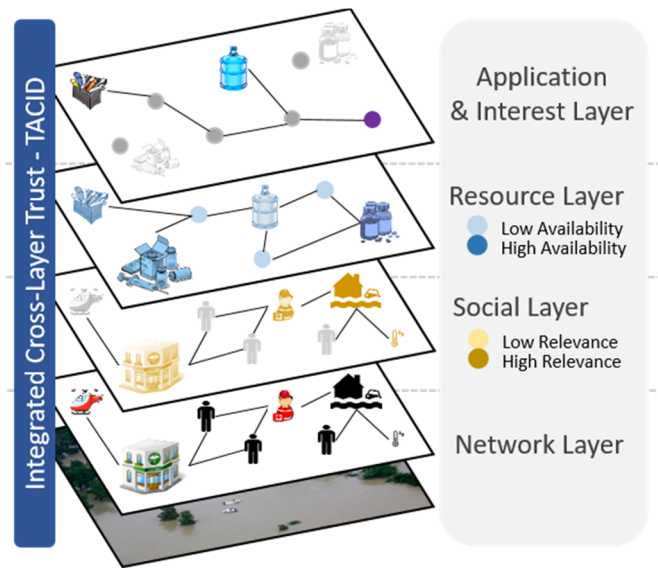 Integrated Cross-Layer Trust - TACID
Application
& Interest Layer
Resource Layer
Low Availability
High Availability
Social Layer
Low Relevance
High Relevance
Network Layer